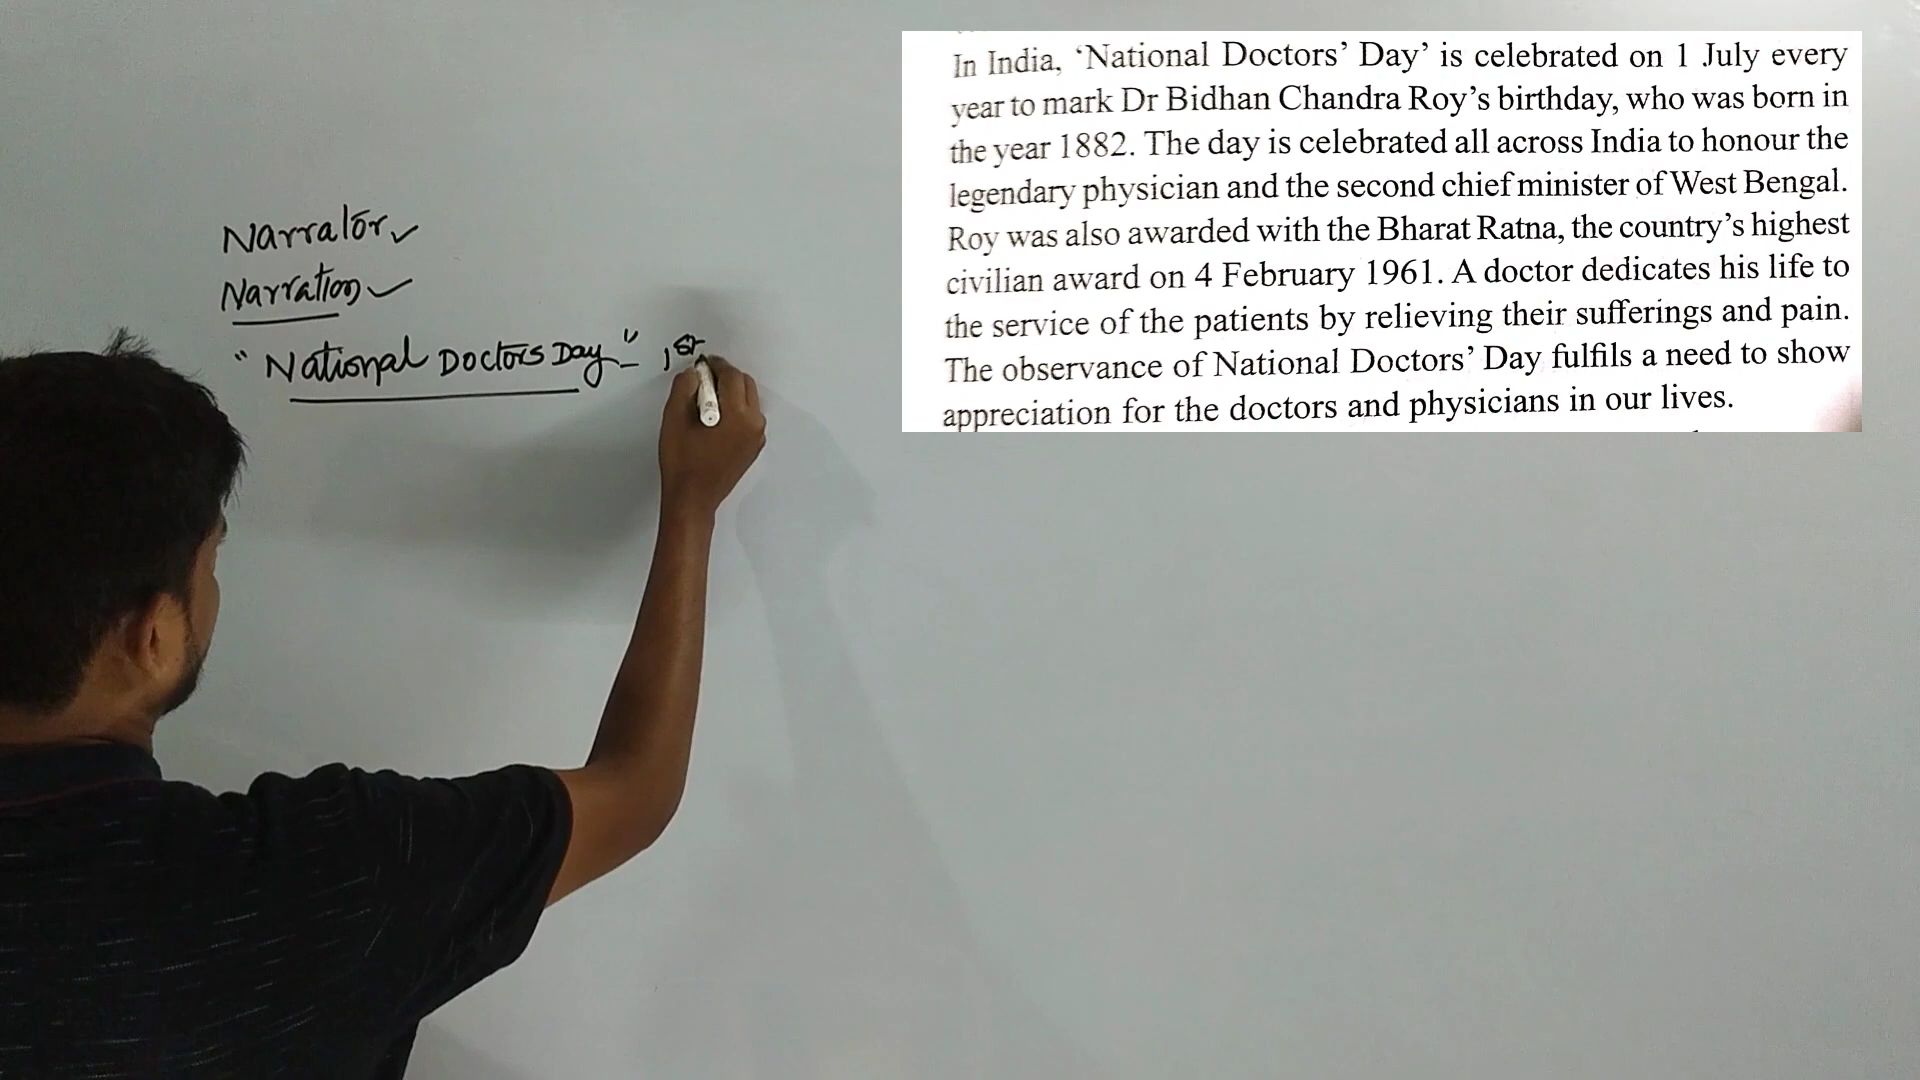 Narrator
Narration
"National Doctors Day"
In India, ‘National Doctors’ Day’ is celebrated on 1 July every
year to mark Dr Bidhan Chandra Roy’s birthday, who was born in
the year 1882. The day is celebrated all across India to honour the
legendary physician and the second chief minister of West Bengal.
Roy was also awarded with the Bharat Ratna, the country’s highest
civilian award on 4 February 1961. A doctor dedicates his life to
the service of the patients by relieving their sufferings and pain.
The observance of National Doctors’ Day fulfils a need to show
appreciation for the doctors and physicians in our lives.